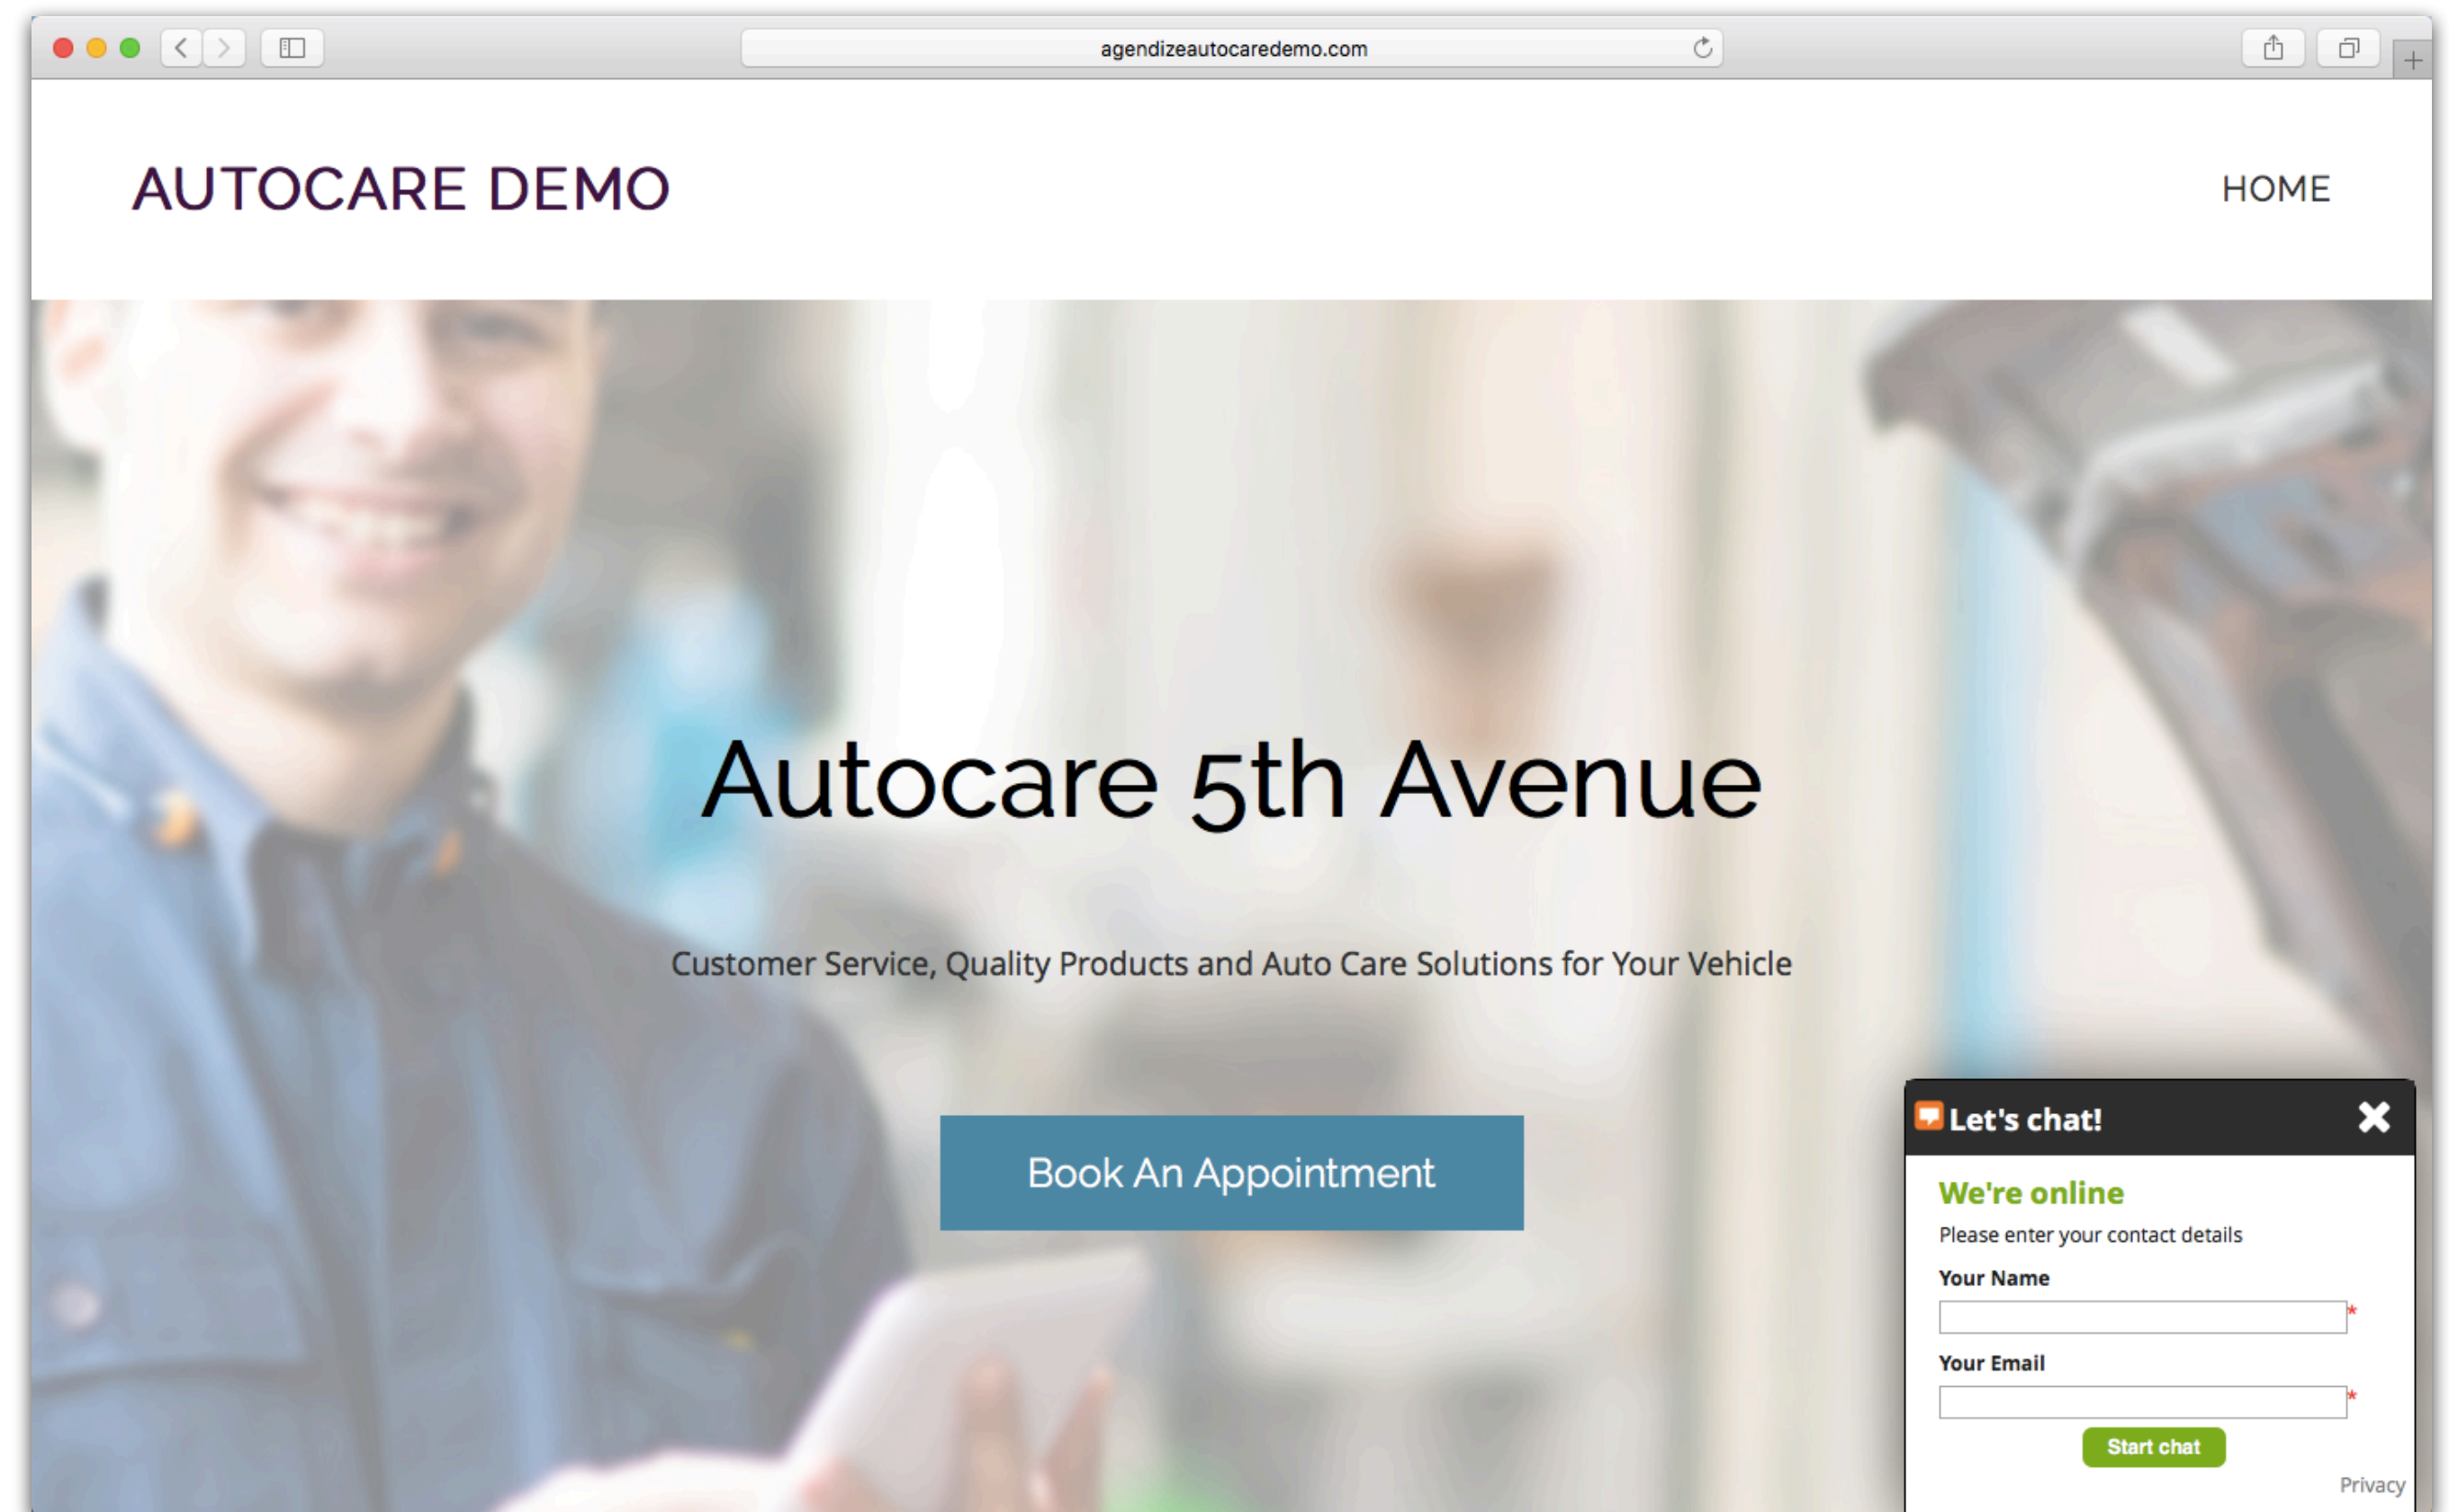 agendizeautocaredemo.com
AUTOCARE DEMO
HOME
Autocare 5th Avenue
Customer Service, Quality Products and Auto Care Solutions for Your Vehicle
Book An Appointment
Let's chat!
We're online
Please enter your contact details
Your Name
*
Your Email
*
Start chat
Privacy